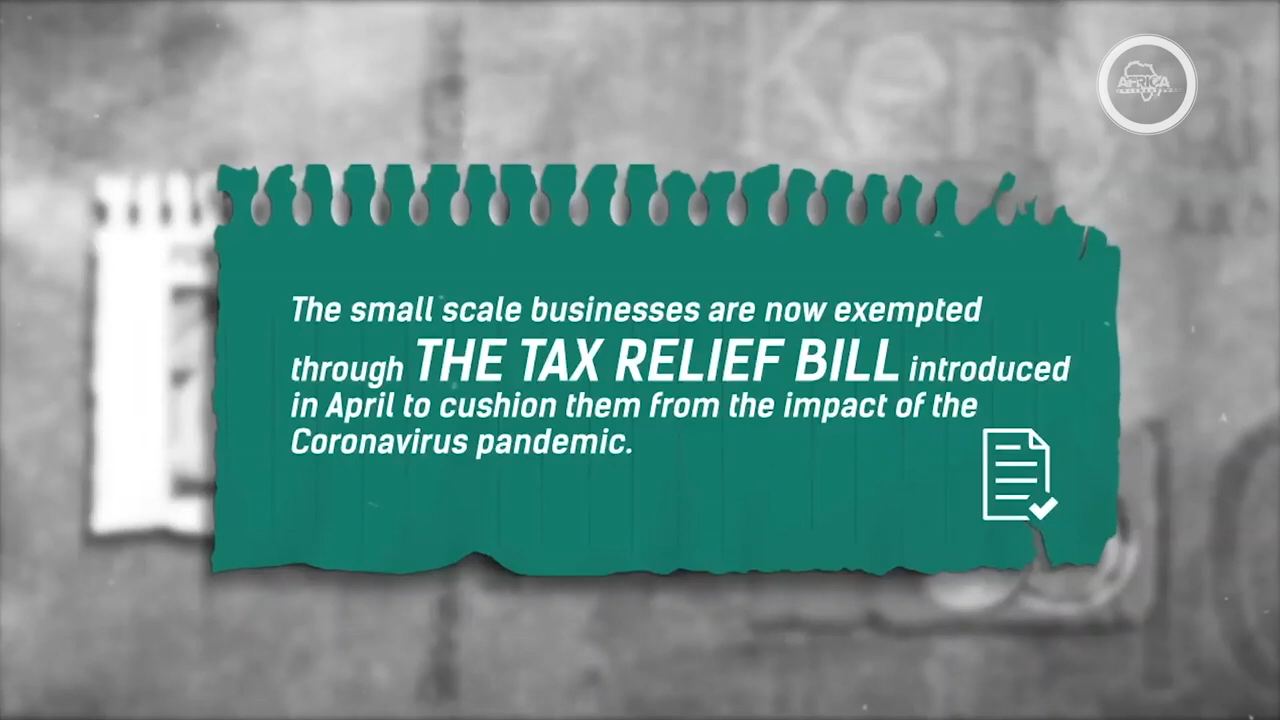 AFRICA
The small scale businesses are now exempted
through THE TAX RELIEF BILL introduced
in April to cushion them from the impact of the
Coronavirus pandemic.